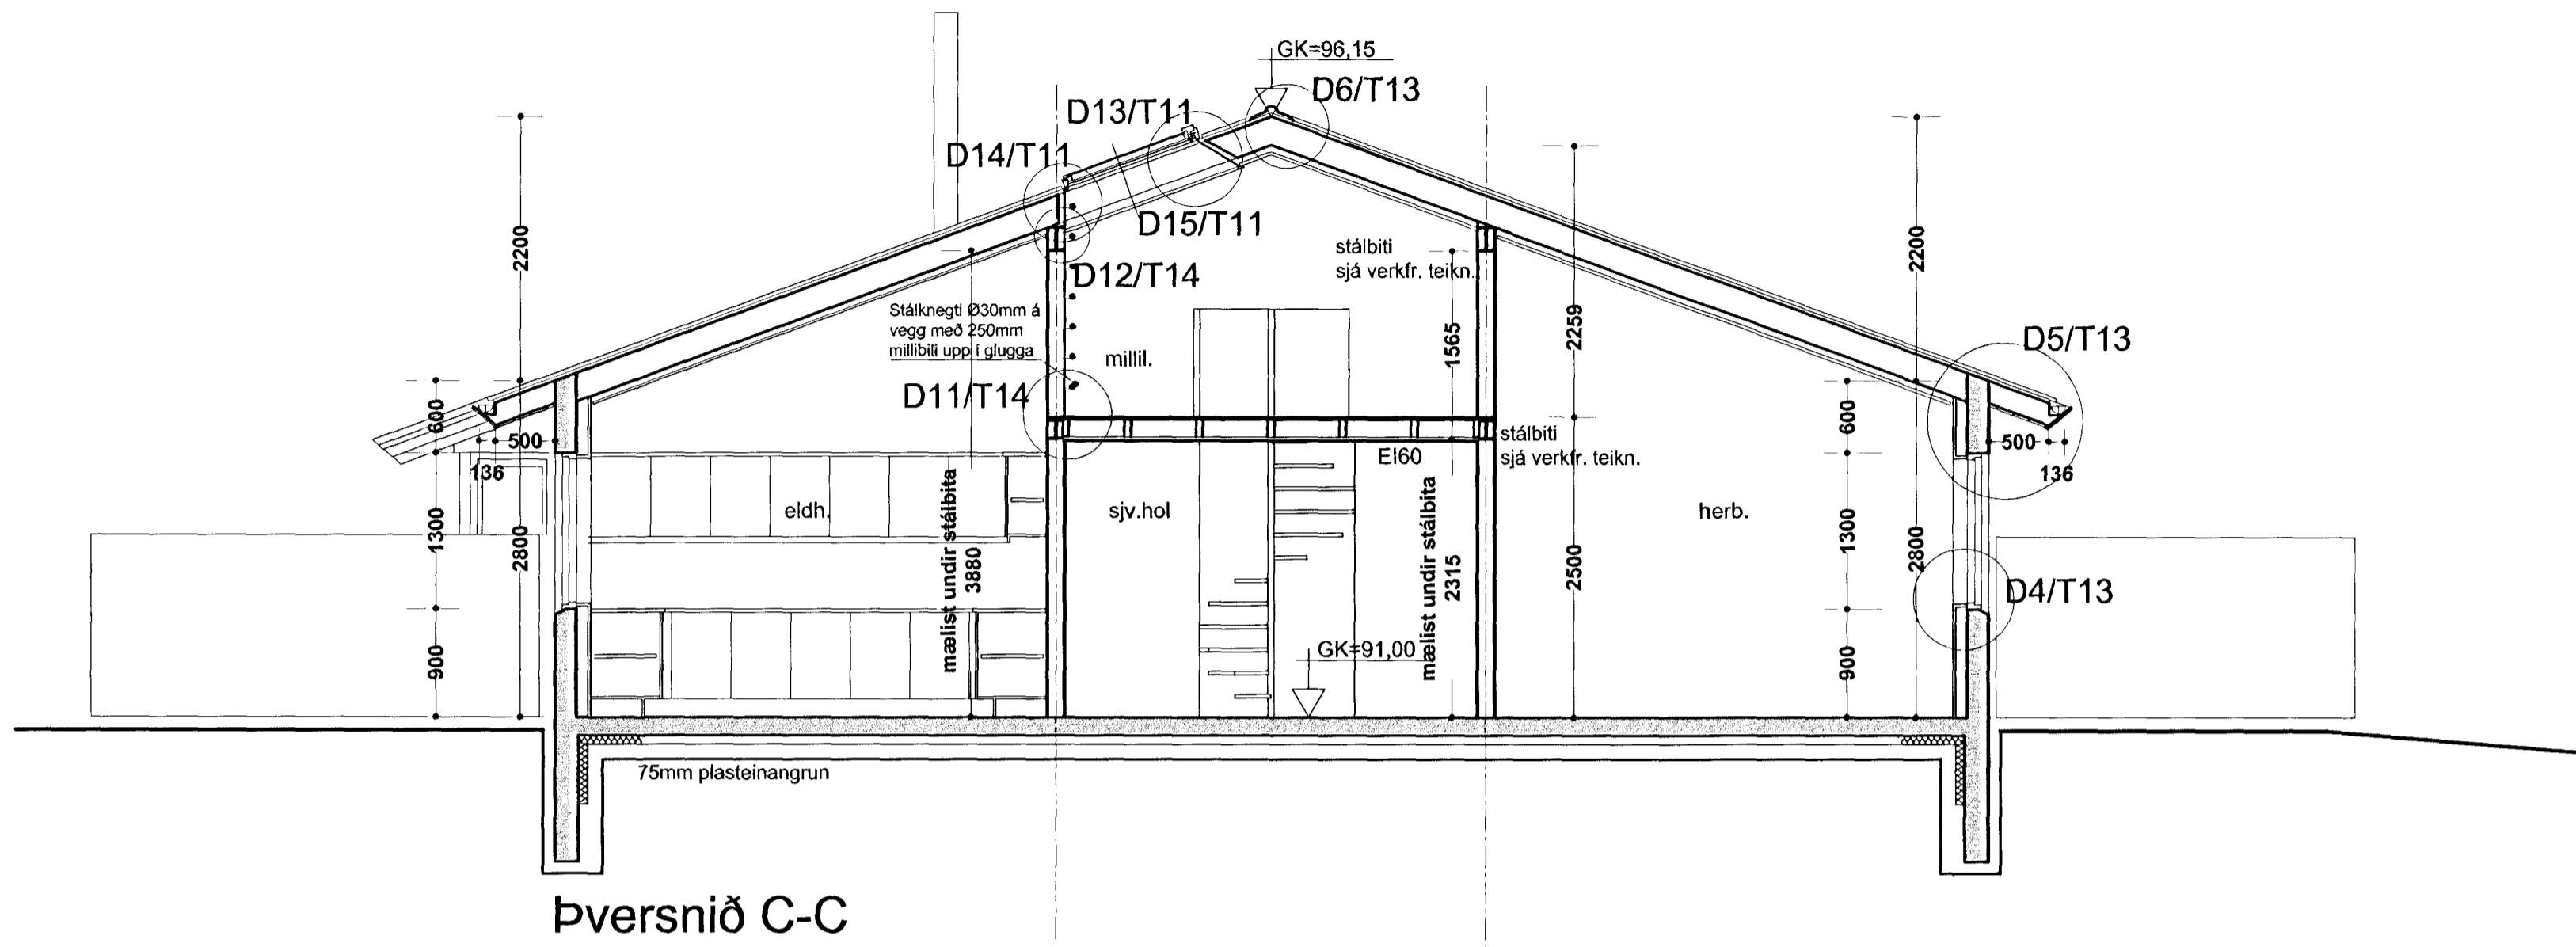 GK=96,15
D6/T13
D13/T11
D14/T11
D15/T11
D12/T14
stálbiti
sjá verkfr. teikn.
2200
2200
2259
1565
Stálknegti Ø30mm á
vegg með 250mm
millibili upp í glugga
millil.
D5/T13
D11/T14
600
500
136
600
500
136
stálbiti
sjá verkfr. teikn.
EI60
eldh.
sjv.hol
herb.
mælist undir stálbita
3880
mælist undir stálbita
2315
2500
1300
2800
1300
2800
D4/T13
900
900
GK=91,00
75mm plasteinangrun
Þversnið C-C